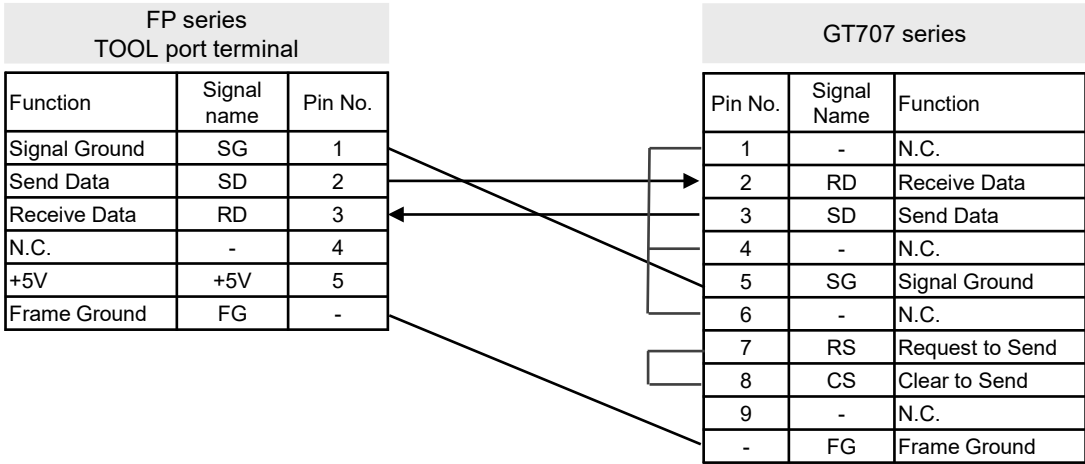 FP series
TOOL port terminal
Function Signal name Pin No.
Signal Ground SG 1
Send Data SD 2
Receive Data RD 3
N.C. - 4
+5V +5V 5
Frame Ground FG -
GT707 series
Pin No. Signal Name Function
1 - N.C.
2 RD Receive Data
3 SD Send Data
4 - N.C.
5 SG Signal Ground
6 - N.C.
7 RS Request to Send
8 CS Clear to Send
9 - N.C.
- FG Frame Ground